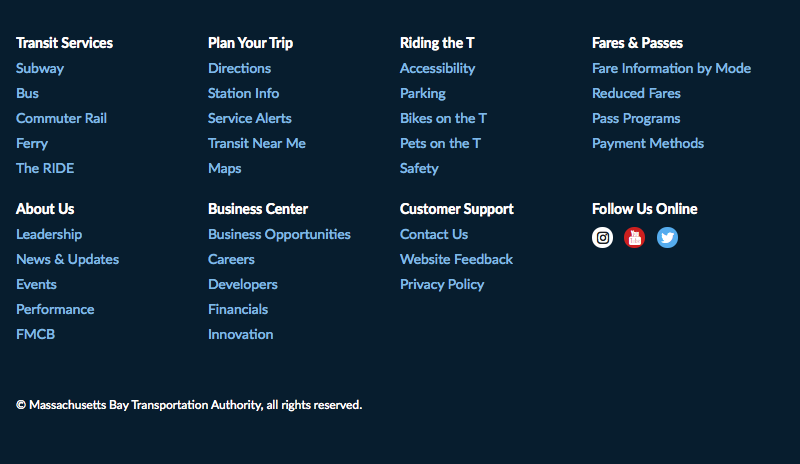 Transit Services
Subway
Bus
Commuter Rail
Ferry
The RIDE
Plan Your Trip
Directions
Station Info
Service Alerts
Transit Near Me
Maps
Riding the T
Accessibility
Parking
Bikes on the T
Pets on the T
Safety
Fares & Passes
Fare Information by Mode
Reduced Fares
Pass Programs
Payment Methods
About Us
Leadership
News & Updates
Events
Performance
FMCB
Business Center
Business Opportunities
Careers
Developers
Financials
Innovation
Customer Support
Contact Us
Website Feedback
Privacy Policy
Follow Us Online
© Massachusetts Bay Transportation Authority, all rights reserved.